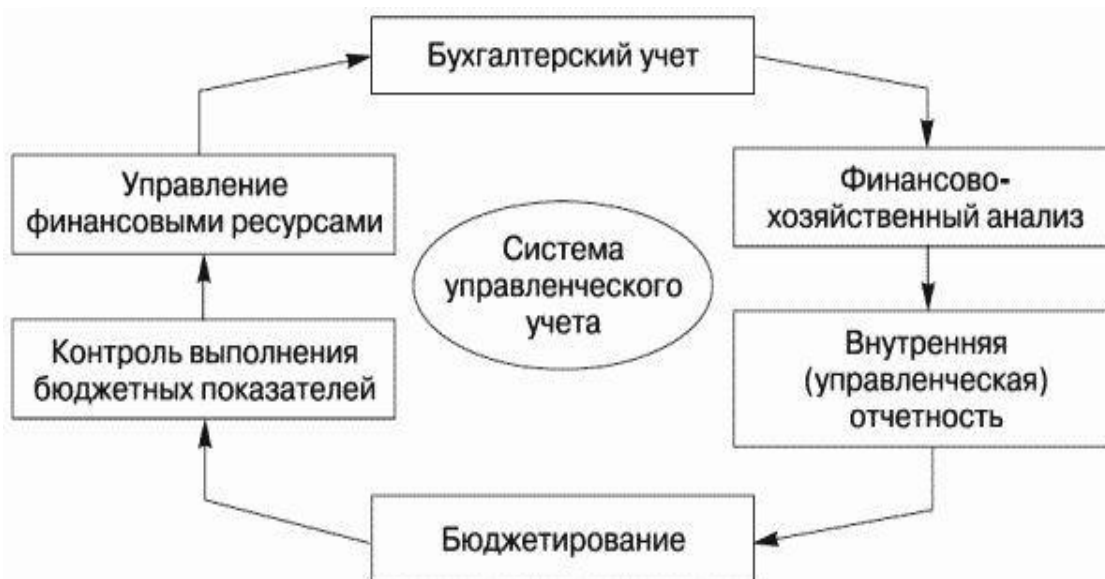 Бухгалтерский учет
Управление
финансовыми ресурсами
Финансово-
хозяйственный анализ
Система
управленческого
учета
Контроль выполнения
бюджетных показателей
Внутренняя
(управленческая)
отчетность
Бюджетирование